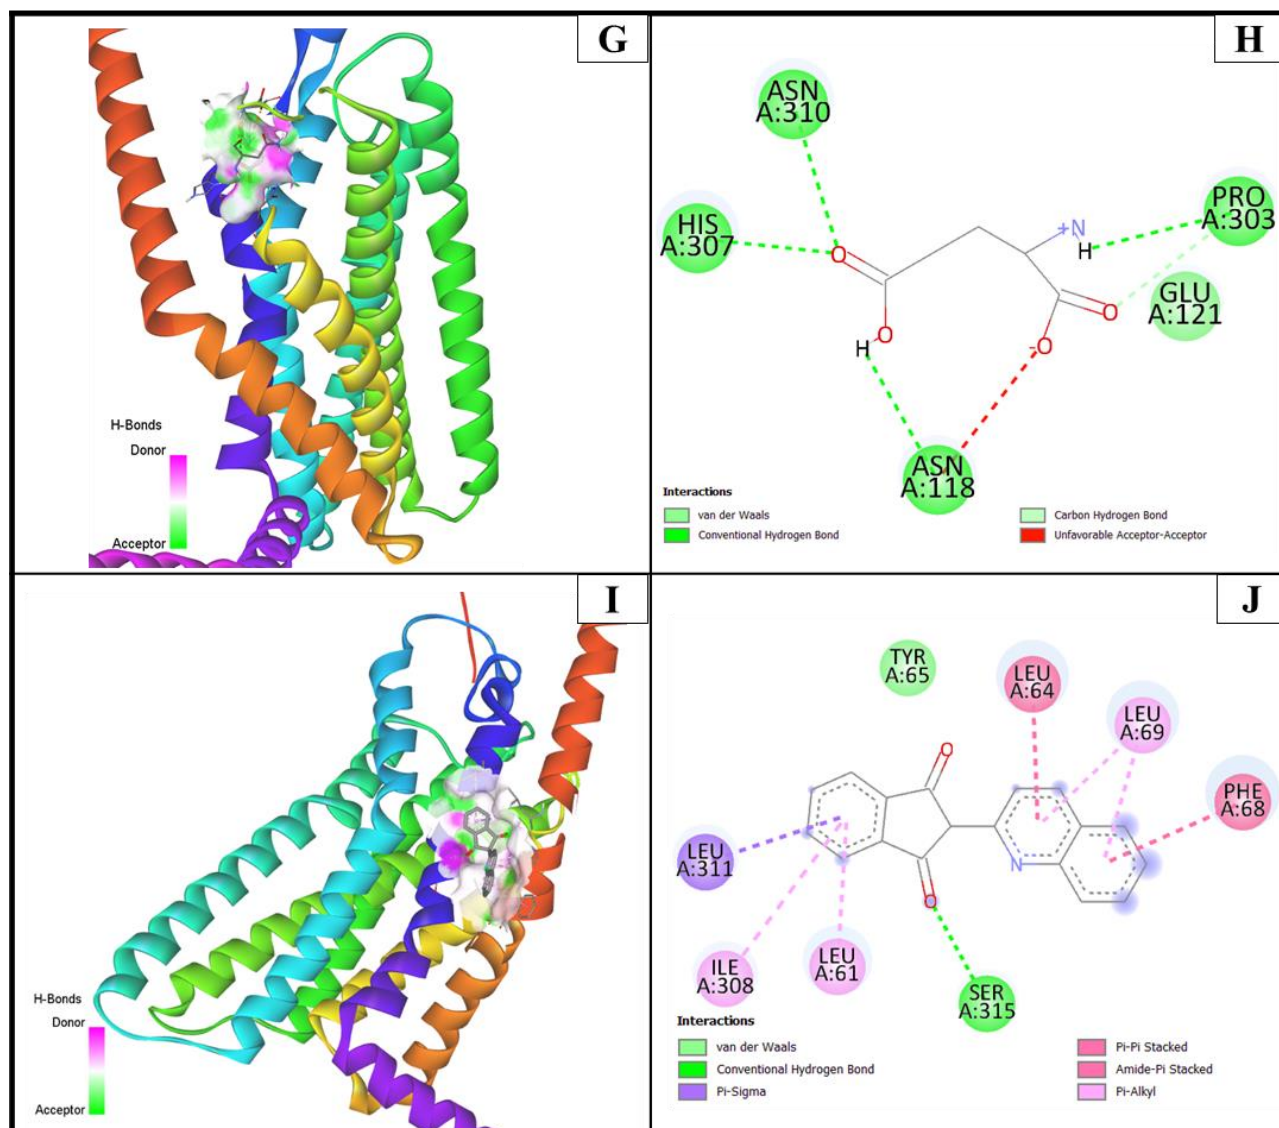 G
H-Bonds
Donor
Acceptor
H
ASN
A:310
HIS
A:307
PRO
A:303
GLU
A:121
ASN
A:118
+N
H
O
O
H
O
-O
Interactions
van der Waals
Conventional Hydrogen Bond
Carbon Hydrogen Bond
Unfavorable Acceptor-Acceptor
I
H-Bonds
Donor
Acceptor
J
TYR
A:65
LEU
A:64
LEU
A:69
PHE
A:68
LEU
A:311
ILE
A:308
LEU
A:61
SER
A:315
O
O
N
Interactions
van der Waals
Conventional Hydrogen Bond
Pi-Sigma
Pi-Pi Stacked
Amide-Pi Stacked
Pi-Alkyl